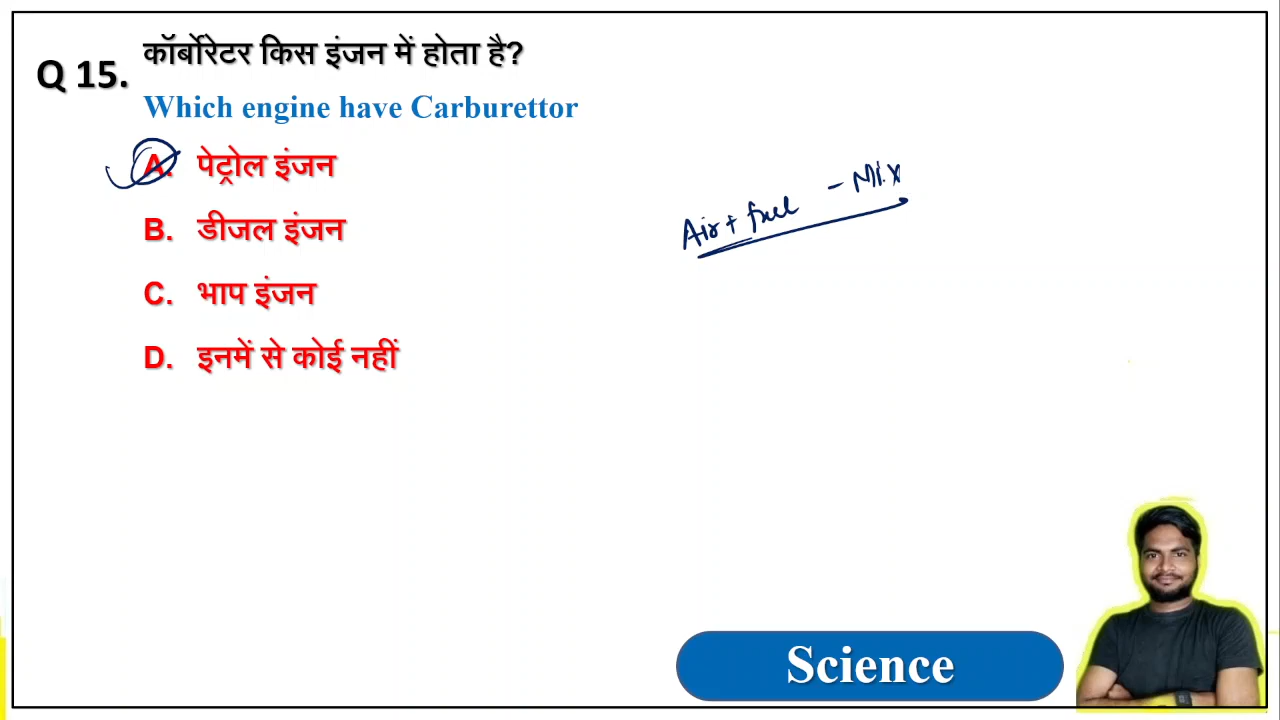 Q 15.
कॉर्बोरेटर किस इंजन में होता है?
Which engine have Carburettor
A. पेट्रोल इंजन
B. डीजल इंजन
C. भाप इंजन
D. इनमें से कोई नहीं
Air + fuel - Mix
Science